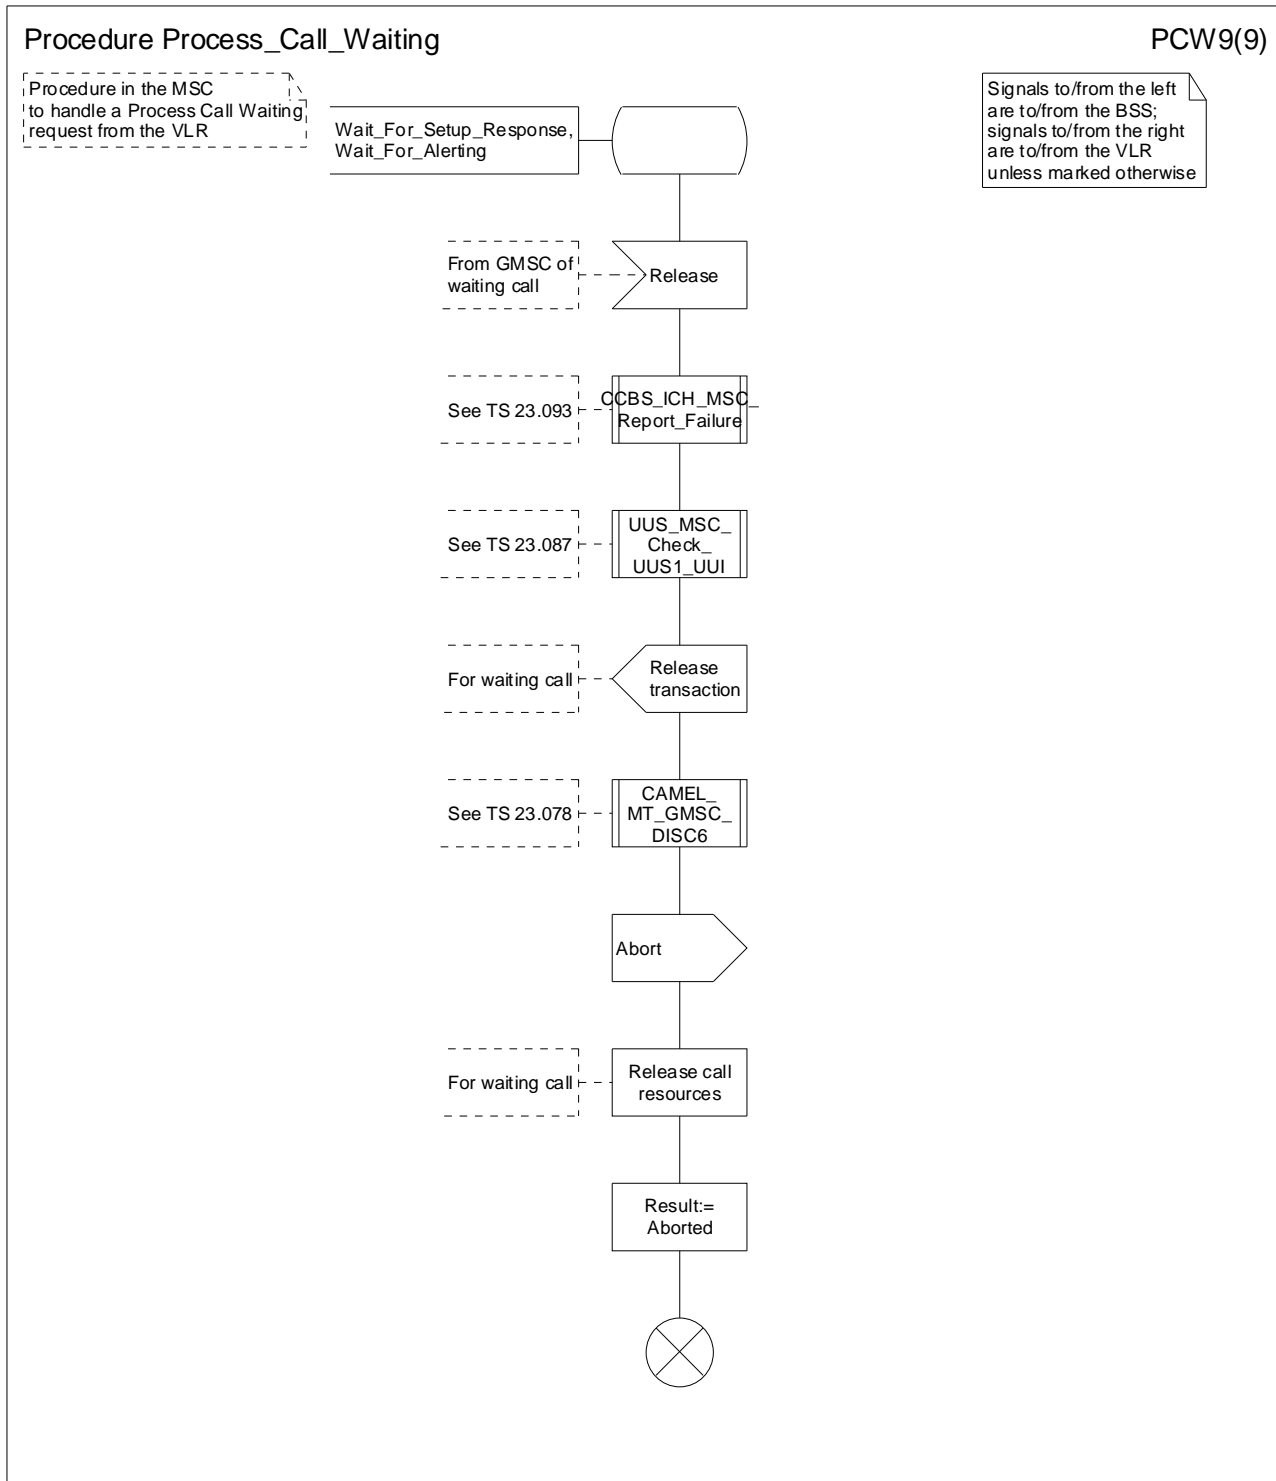 Procedure Process_Call_Waiting
PCW9(9)
Procedure in the MSC
to handle a Process Call Waiting
request from the VLR
Signals to/from the left
are to/from the BSS;
signals to/from the right
are to/from the VLR
unless marked otherwise
Wait_For_Setup_Response,
Wait_For_Alerting
From GMSC of
waiting call
Release
See TS 23.093
CCBS_ICH_MSC_
Report_Failure
See TS 23.087
UUS_MSC_
Check_
UUS1_UUI
For waiting call
Release
transaction
See TS 23.078
CAMEL_
MT_GMSC_
DISC6
Abort
For waiting call
Release call
resources
Result:=
Aborted